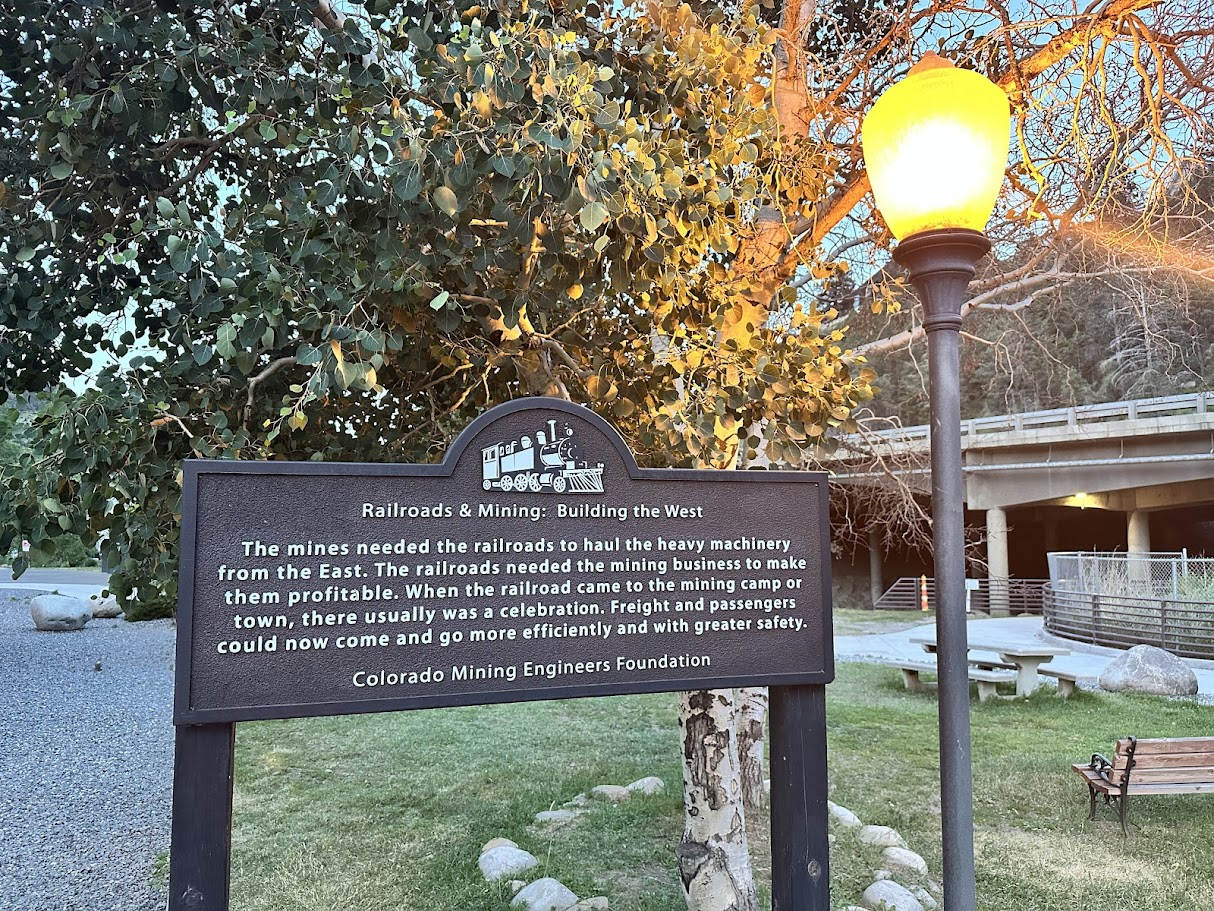 Railroads & Mining: Building the West
The mines needed the railroads to haul the heavy machinery
from the East. The railroads needed the mining business to make
them profitable. When the railroad came to the mining camp or
town, there usually was a celebration. Freight and passengers
could now come and go more efficiently and with greater safety.
Colorado Mining Engineers Foundation